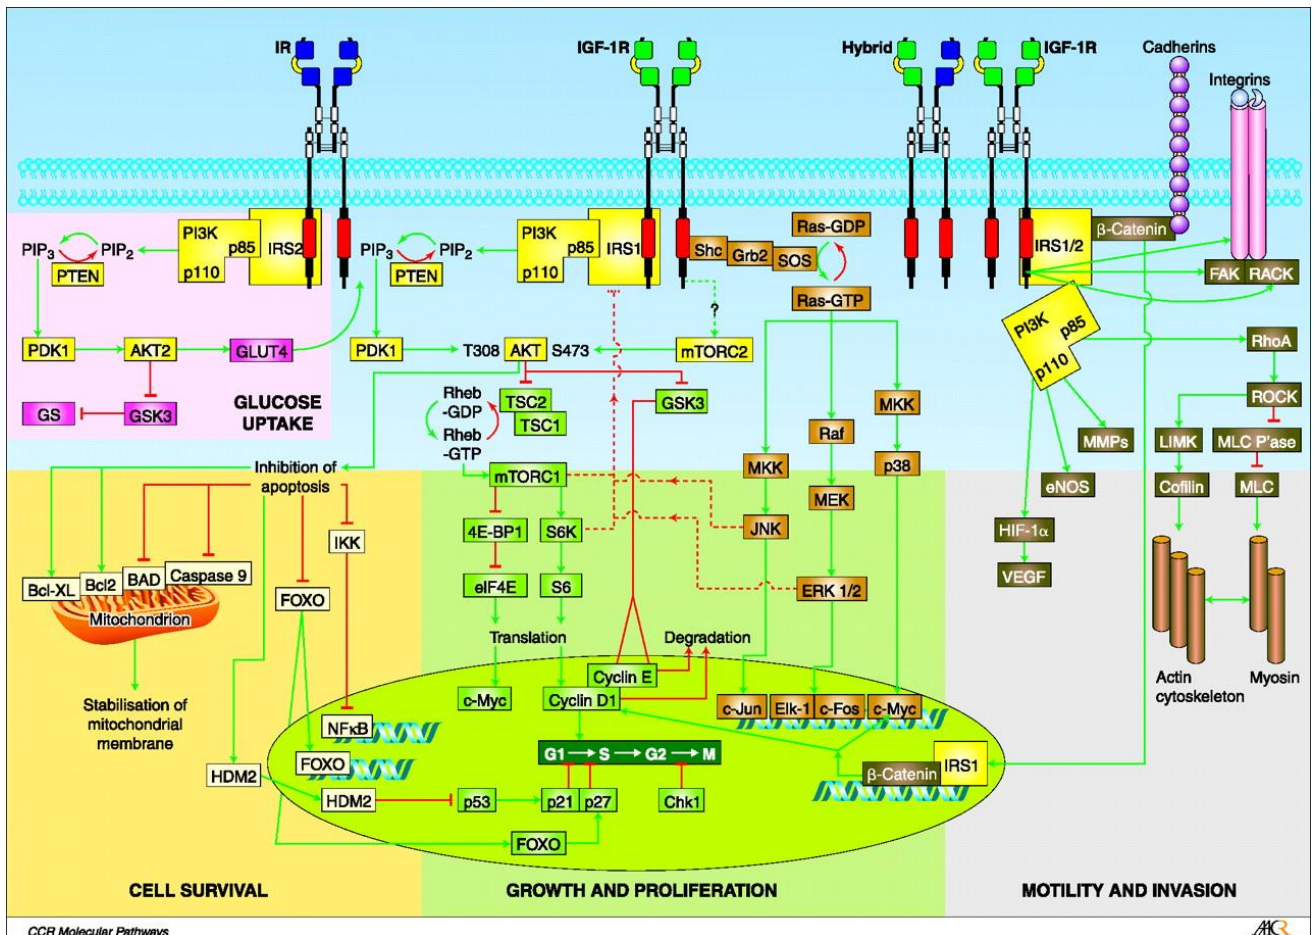 IR
IGF-1R
Hybrid
IGF-1R
Cadherins
Integrins
PIP3
PIP2
PTEN
PI3K
p85
p110
IRS2
PIP3
PIP2
PTEN
PI3K
p85
p110
IRS1
Shc
Grb2
SOS
Ras-GDP
Ras-GTP
IRS1/2
β-Catenin
FAK
RACK
PI3K
p85
p110
?
PDK1
AKT2
GLUT4
PDK1
T308
AKT
S473
mTORC2
RhoA
GS
GSK3
GLUCOSE
UPTAKE
Rheb
-GDP
Rheb
-GTP
TSC2
TSC1
GSK3
MKK
Raf
MKK
p38
MEK
JNK
ERK 1/2
ROCK
LIMK
MLC P'ase
MMPs
eNOS
Cofilin
MLC
HIF-1α
VEGF
Inhibition of
apoptosis
IKK
mTORC1
4E-BP1
S6K
eIF4E
S6
Bcl-XL
Bcl2
BAD
Caspase 9
Mitochondrion
FOXO
Translation
Degradation
Cyclin E
c-Myc
Cyclin D1
c-Jun
Elk-1
c-Fos
c-Myc
Actin
cytoskeleton
Myosin
Stabilisation of
mitochondrial
membrane
NFκB
FOXO
HDM2
HDM2
p53
G1 → S → G2 → M
p21
p27
Chk1
β-Catenin
IRS1
FOXO
CELL SURVIVAL
GROWTH AND PROLIFERATION
MOTILITY AND INVASION
CCR Molecular Pathways
AACR